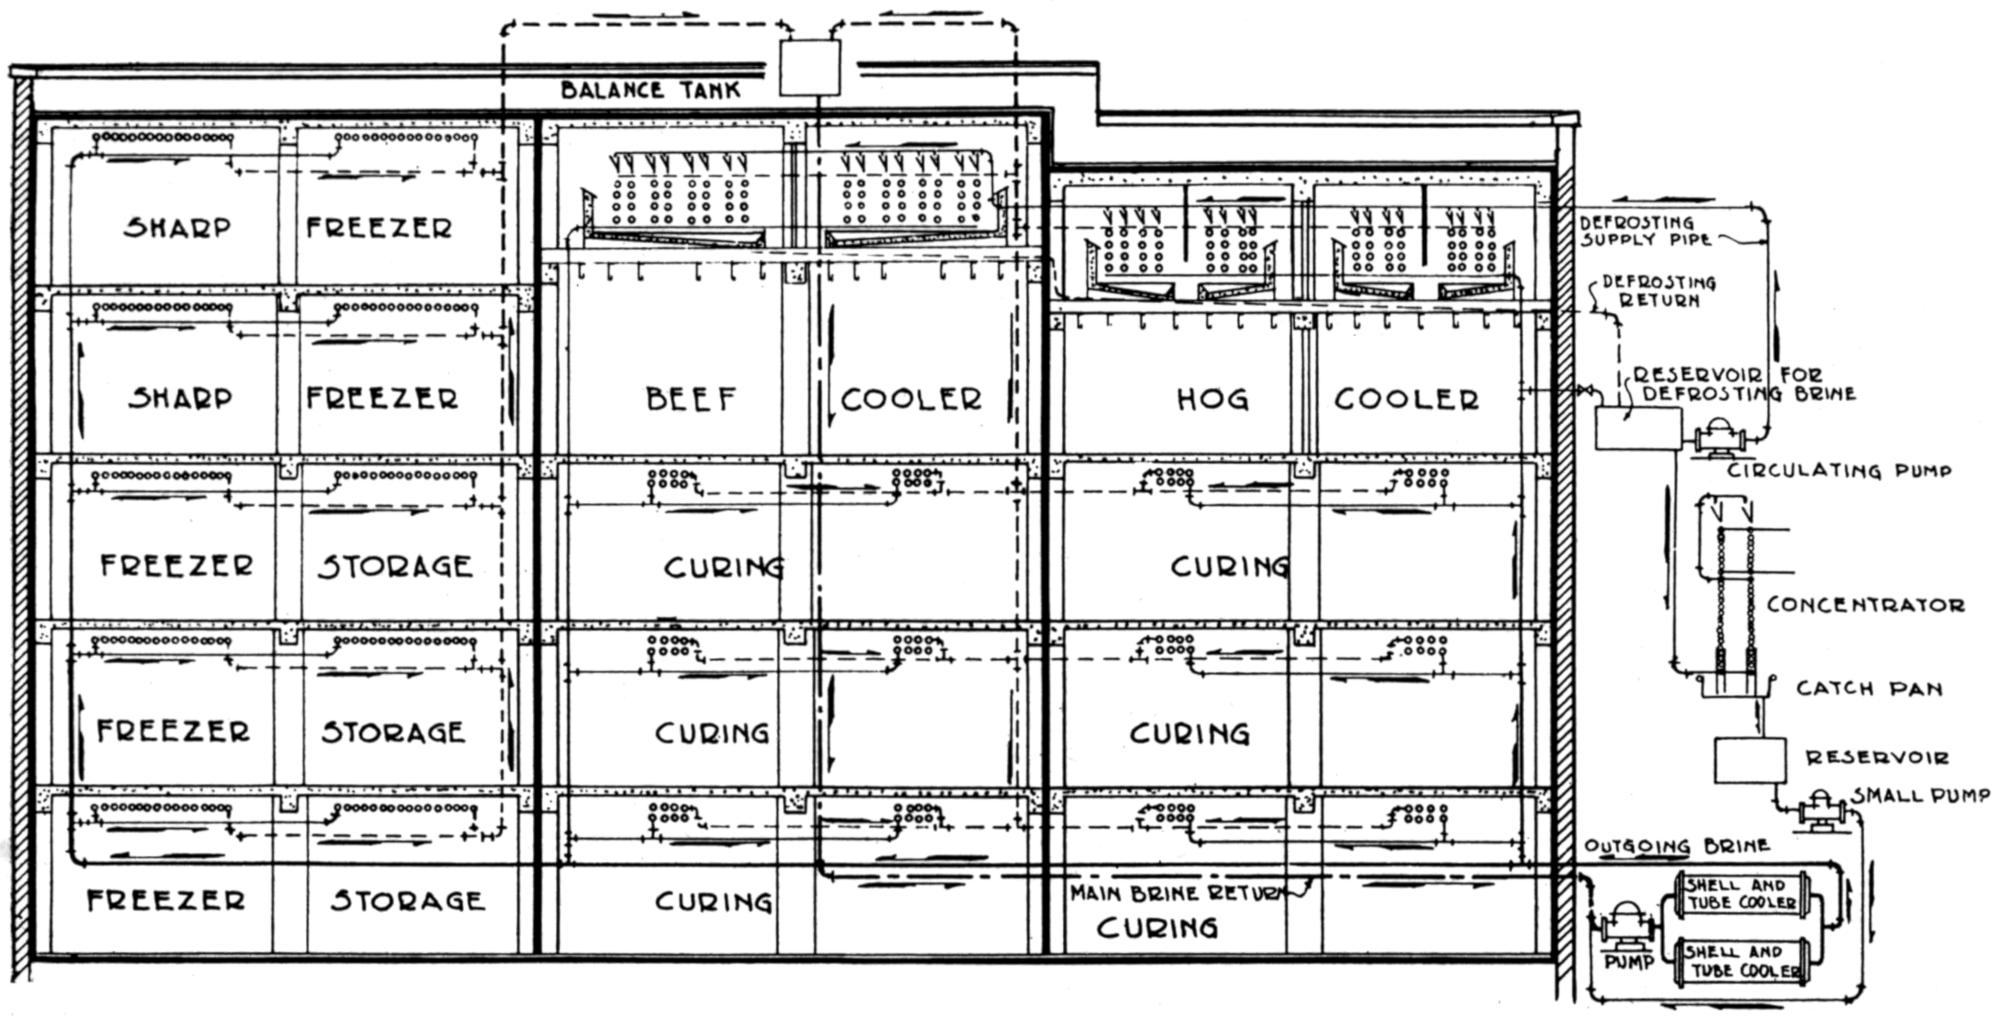 BALANCE TANK
SHARP FREEZER
DEFROSTING
SUPPLY PIPE
DEFROSTING
RETURN
RESERVOIR FOR
DEFROSTING BRINE
SHARP FREEZER
BEEF COOLER
HOG COOLER
CIRCULATING PUMP
FREEZER STORAGE
CURING
CURING
CONCENTRATOR
CATCH PAN
FREEZER STORAGE
CURING
CURING
RESERVOIR
SMALL PUMP
OUTGOING BRINE
MAIN BRINE RETURN
FREEZER STORAGE
CURING
CURING
SHELL AND
TUBE COOLER
PUMP
SHELL AND
TUBE COOLER